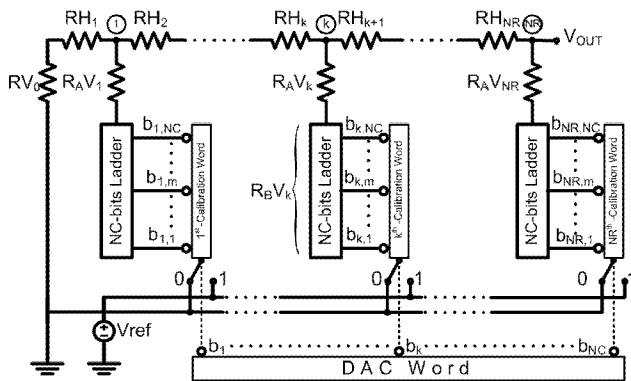 RH1 1 RH2 RHk k RHk+1 RHNR NR VOUT
RV0 RAV1 RAVk RAVNR
NC-bits Ladder b1,NC b1,m b1,1 1st-Calibration Word
RBVk NC-bits Ladder bk,NC bk,m bk,1 kth-Calibration Word
NC-bits Ladder bNR,NC bNR,m bNR,1 NRth-Calibration Word
0 1 0 1 0 1
Vref
b1 bk bNC
DAC Word